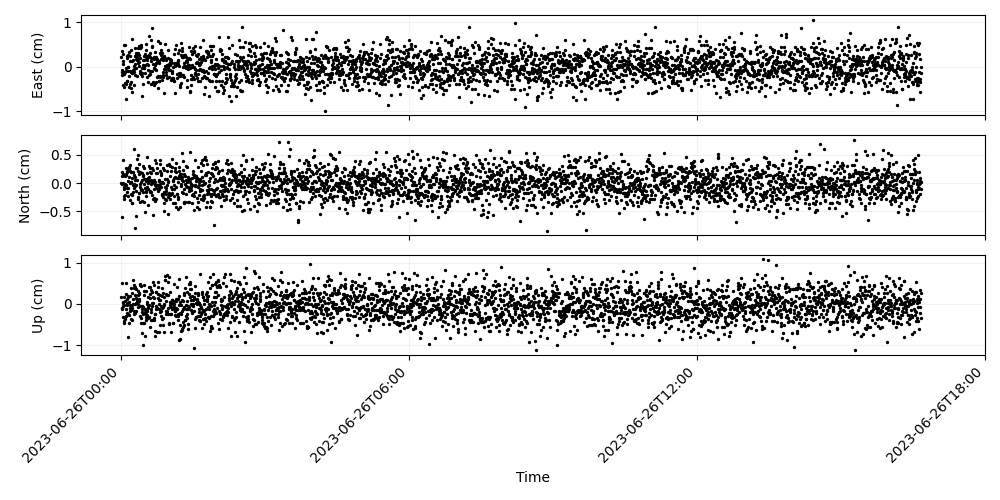 1
0
−1
East (cm)
0.5
0.0
−0.5
North (cm)
1
0
−1
Up (cm)
2023-06-26T00:00
2023-06-26T06:00
2023-06-26T12:00
2023-06-26T18:00
Time